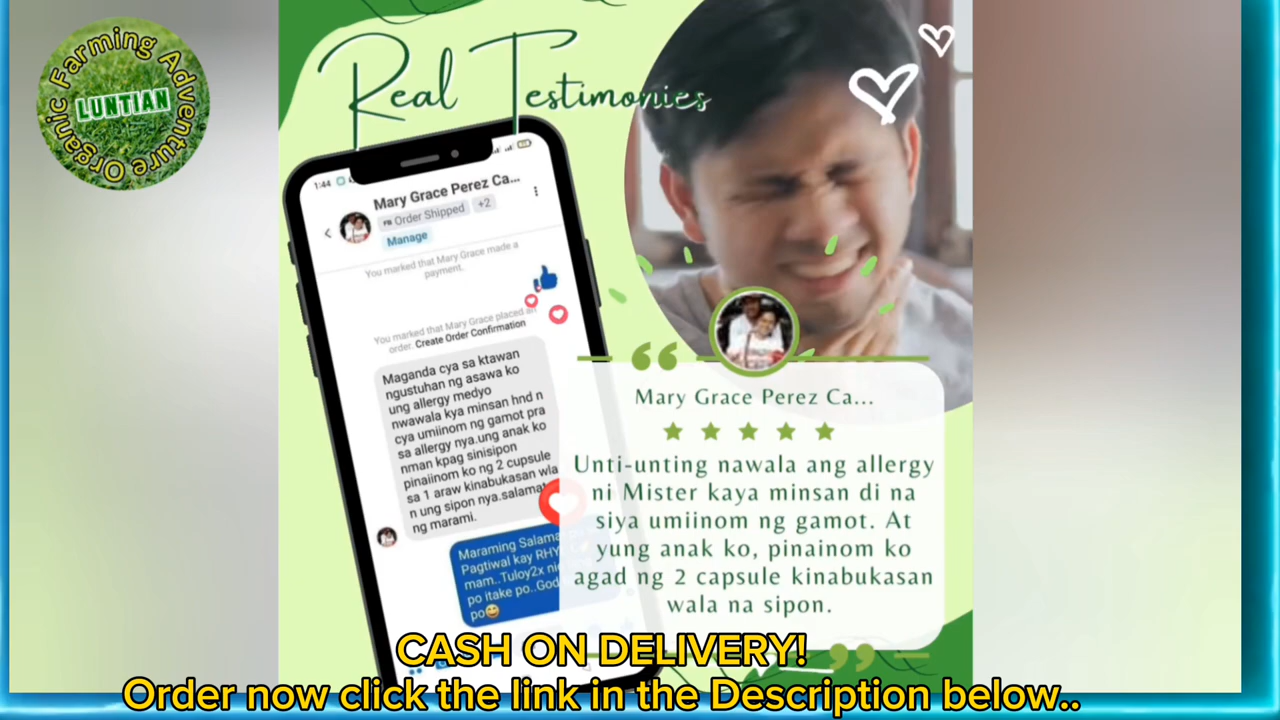 Organic Farming Adventure
LUNTIAN
Real Testimonies
1:44
Mary Grace Perez Ca...
Order Shipped +2
Manage
You marked that Mary Grace made a
payment.
You marked that Mary Grace placed an
order. Create Order Confirmation
Maganda cya sa ktawan
ngustuhan ng asawa ko
ung allergy medyo
nwawala kya minsan hnd n
cya umiinom ng gamot pra
sa allergy nya.ung anak ko
nman kpag sinisipon
pinaiinom ko ng 2 cupsule
sa 1 araw kinabukasan wla
n ung sipon nya.salamat
ng marami.
Maraming Salama
Pagtiwal kay RHY
mam..Tuloy2x ni
po itake po..God
po
Mary Grace Perez Ca...
Unti-unting nawala ang allergy
ni Mister kaya minsan di na
siya umiinom ng gamot. At
yung anak ko, pinainom ko
agad ng 2 capsule kinabukasan
wala na sipon.
CASH ON DELIVERY!
Order now click the link in the Description below..